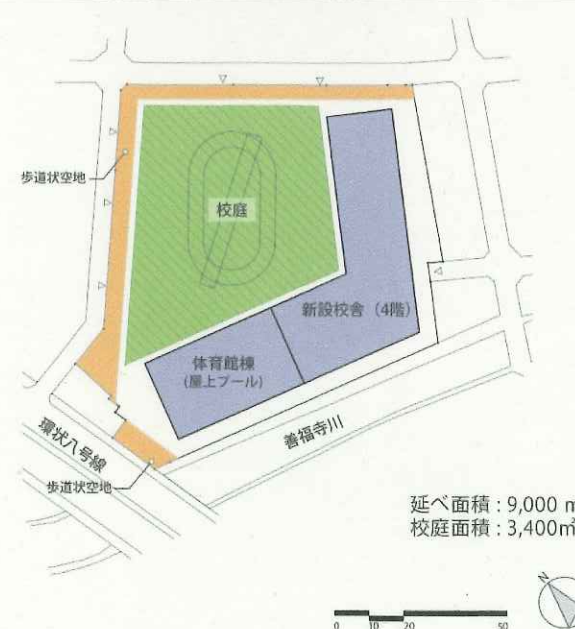 歩道状空地
校庭
新設校舎（4階）
体育館棟
(屋上プール)
善福寺川
環状八号線
歩道状空地
延べ面積：9,000 ㎡
校庭面積：3,400㎡
N
0 10 20 50